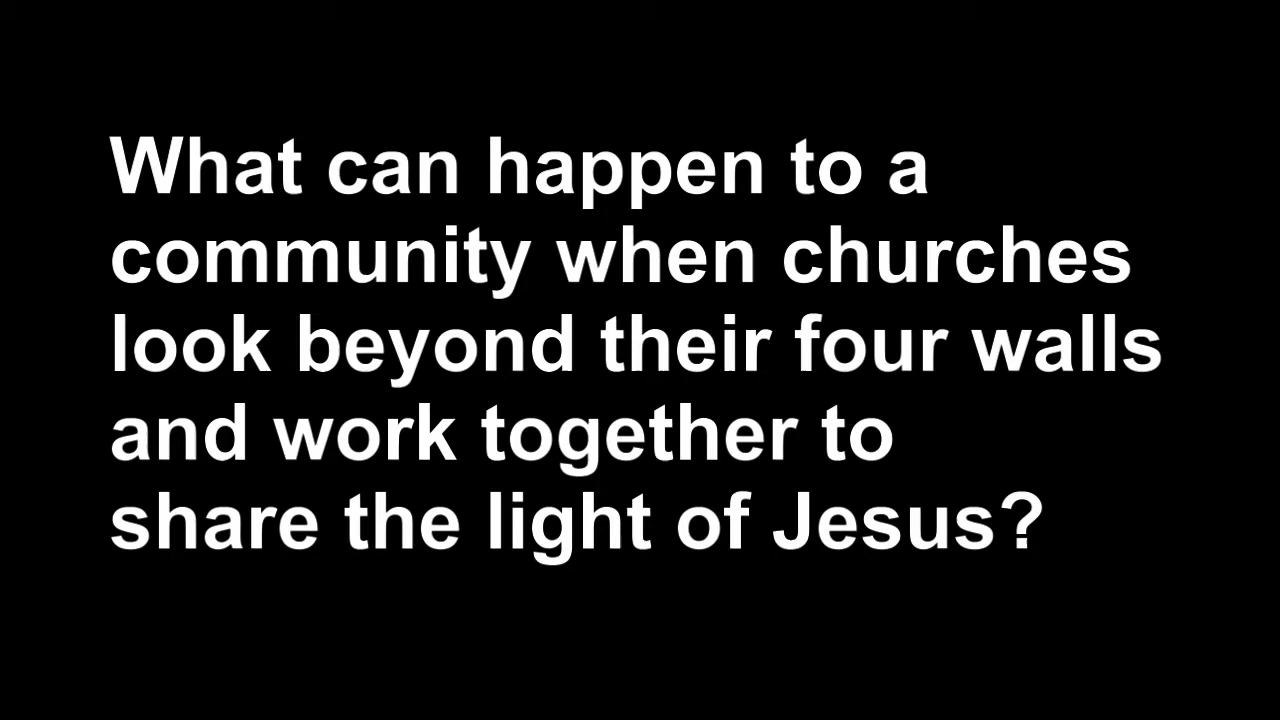 What can happen to a
community when churches
look beyond their four walls
and work together to
share the light of Jesus?